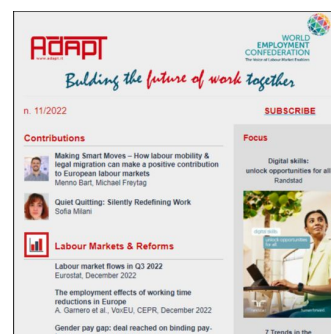 ADAPT
www.adapt.it
WORLD
EMPLOYMENT
CONFEDERATION
The Voice of Labour Market Enablers
Bulding the future of work together
n. 11/2022
SUBSCRIBE
Contributions
Making Smart Moves – How labour mobility &
legal migration can make a positive contribution
to European labour markets
Menno Bart, Michael Freytag
Quiet Quitting: Silently Redefining Work
Sofia Milani
Labour Markets & Reforms
Labour market flows in Q3 2022
Eurostat, December 2022
The employment effects of working time
reductions in Europe
A. Garnero et al., VoxEU, CEPR, December 2022
Gender pay gap: deal reached on binding pay-
Focus
Digital skills:
unlock opportunities for all
Randstad
digital skills
unlock opportunities
for all
7 Trends in the